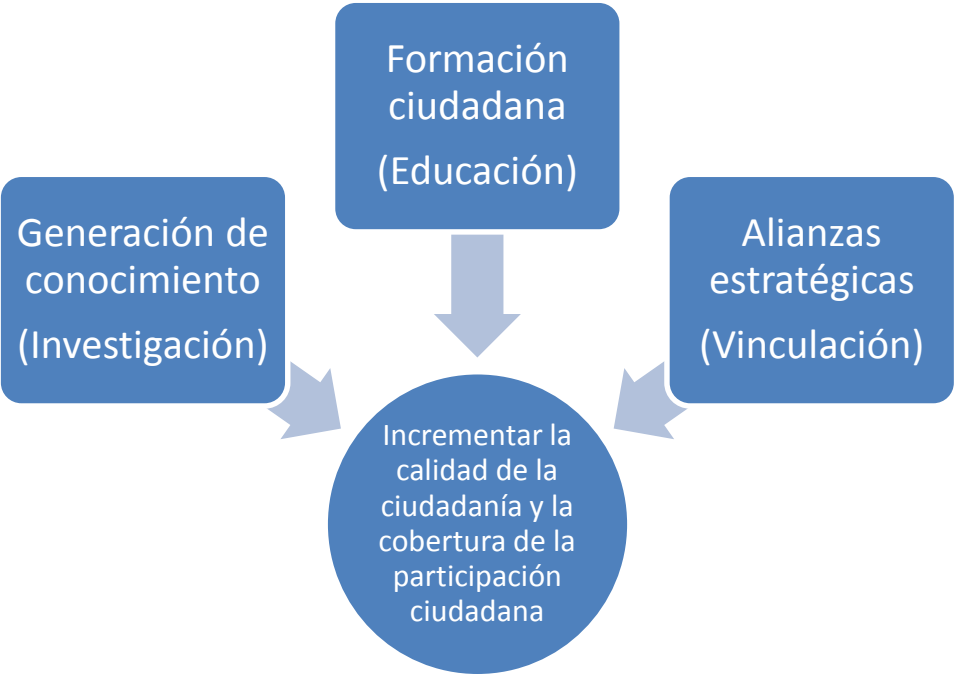 Formación
ciudadana
(Educación)
Generación de
conocimiento
(Investigación)
Alianzas
estratégicas
(Vinculación)
Incrementar la
calidad de la
ciudadanía y la
cobertura de la
participación
ciudadana